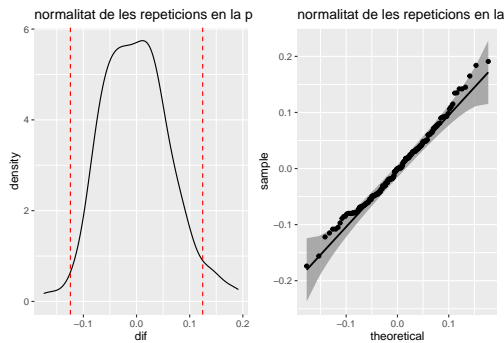 normalitat de les repeticions en la p
normalitat de les repeticions en la
6
4
2
0
density
−0.1
0.0
0.1
0.2
dif
0.2
0.1
0.0
−0.1
−0.2
sample
−0.1
0.0
0.1
theoretical